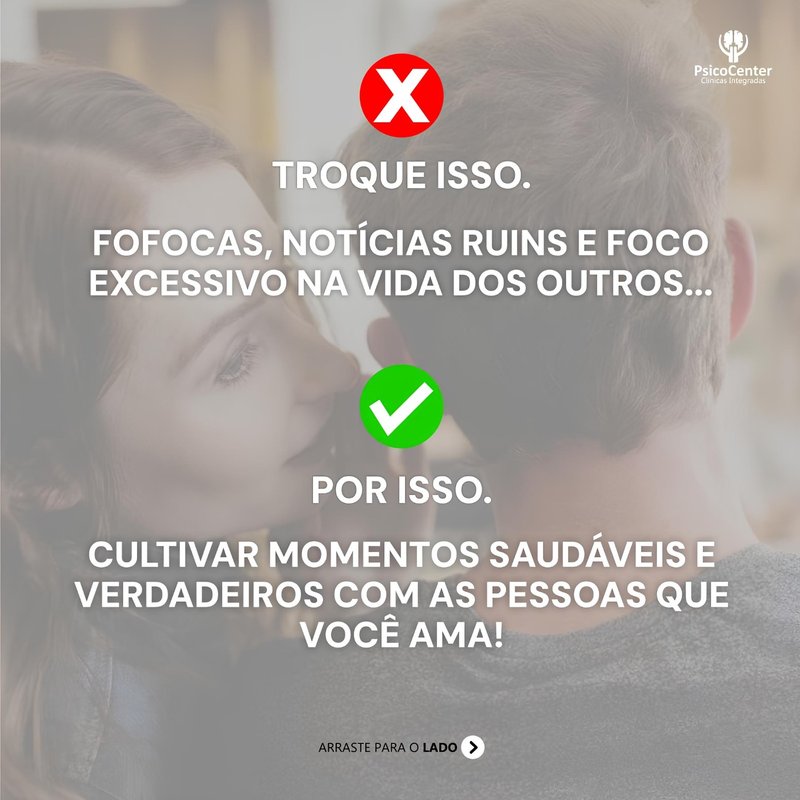 PsicoCenter
Clínicas Integradas
X
TROQUE ISSO.
FOFOCAS, NOTÍCIAS RUINS E FOCO
EXCESSIVO NA VIDA DOS OUTROS...
POR ISSO.
CULTIVAR MOMENTOS SAUDÁVEIS E
VERDADEIROS COM AS PESSOAS QUE
VOCÊ AMA!
ARRASTE PARA O LADO